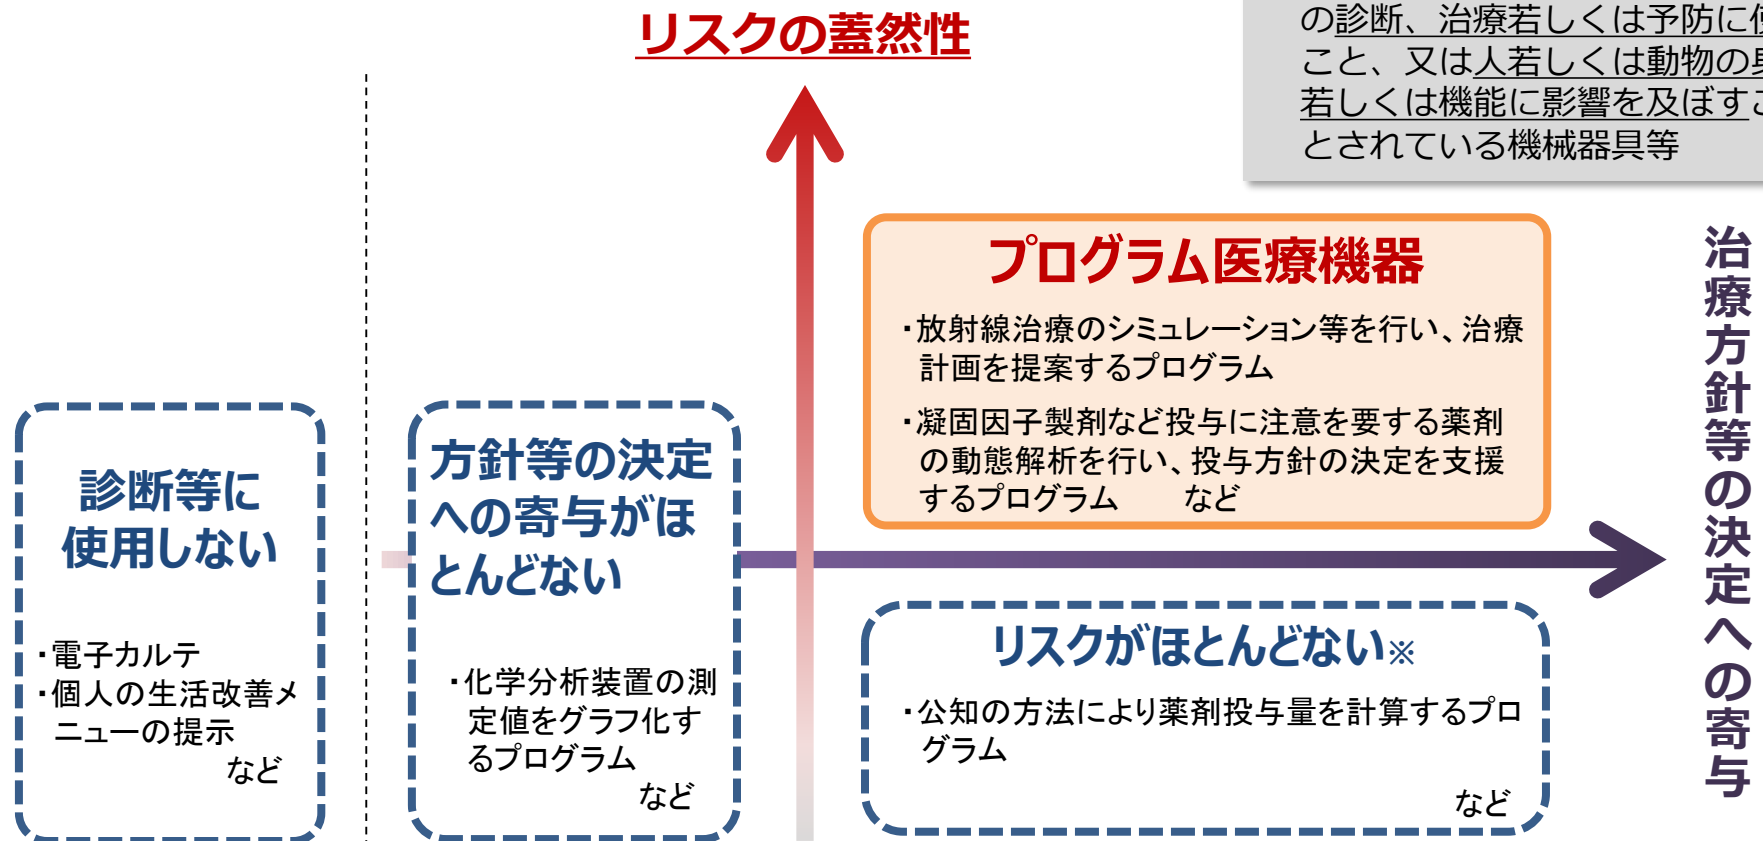 リスクの蓋然性
の診断、治療若しくは予防に
こと、又は人若しくは動物の
若しくは機能に影響を及ぼす
とされている機械器具等
プログラム医療機器
・放射線治療のシミュレーション等を行い、治療
計画を提案するプログラム
・凝固因子製剤など投与に注意を要する薬剤
の動態解析を行い、投与方針の決定を支援
するプログラム　　など
治療方針等の決定への寄与
診断等に
使用しない
・電子カルテ
・個人の生活改善メ
ニューの提示
など
方針等の決定
への寄与がほ
とんどない
・化学分析装置の測
定値をグラフ化す
るプログラム
など
リスクがほとんどない※
・公知の方法により薬剤投与量を計算するプロ
グラム
など